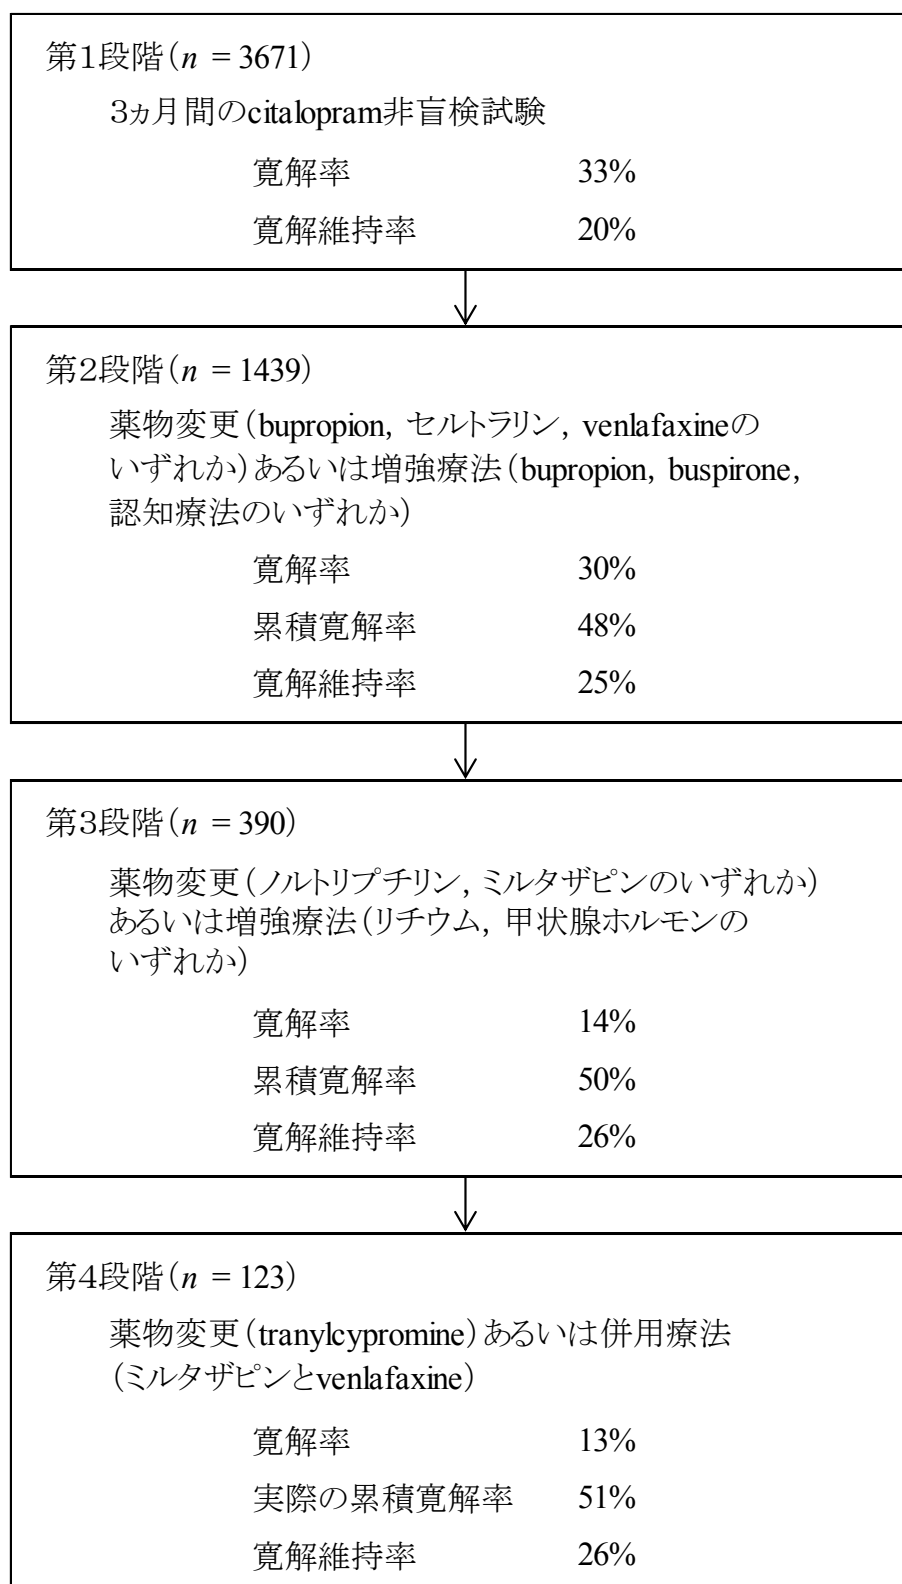 第1段階(n = 3671)
3ヵ月間のcitalopram非盲検試験
寛解率 33%
寛解維持率 20%
第2段階(n = 1439)
薬物変更(bupropion, セルトラリン, venlafaxineの
いずれか)あるいは増強療法(bupropion, buspirone,
認知療法のいずれか)
寛解率 30%
累積寛解率 48%
寛解維持率 25%
第3段階(n = 390)
薬物変更(ノルトリプチリン, ミルタザピンのいずれか)
あるいは増強療法(リチウム, 甲状腺ホルモンの
いずれか)
寛解率 14%
累積寛解率 50%
寛解維持率 26%
第4段階(n = 123)
薬物変更(tranylcypromine)あるいは併用療法
(ミルタザピンとvenlafaxine)
寛解率 13%
実際の累積寛解率 51%
寛解維持率 26%